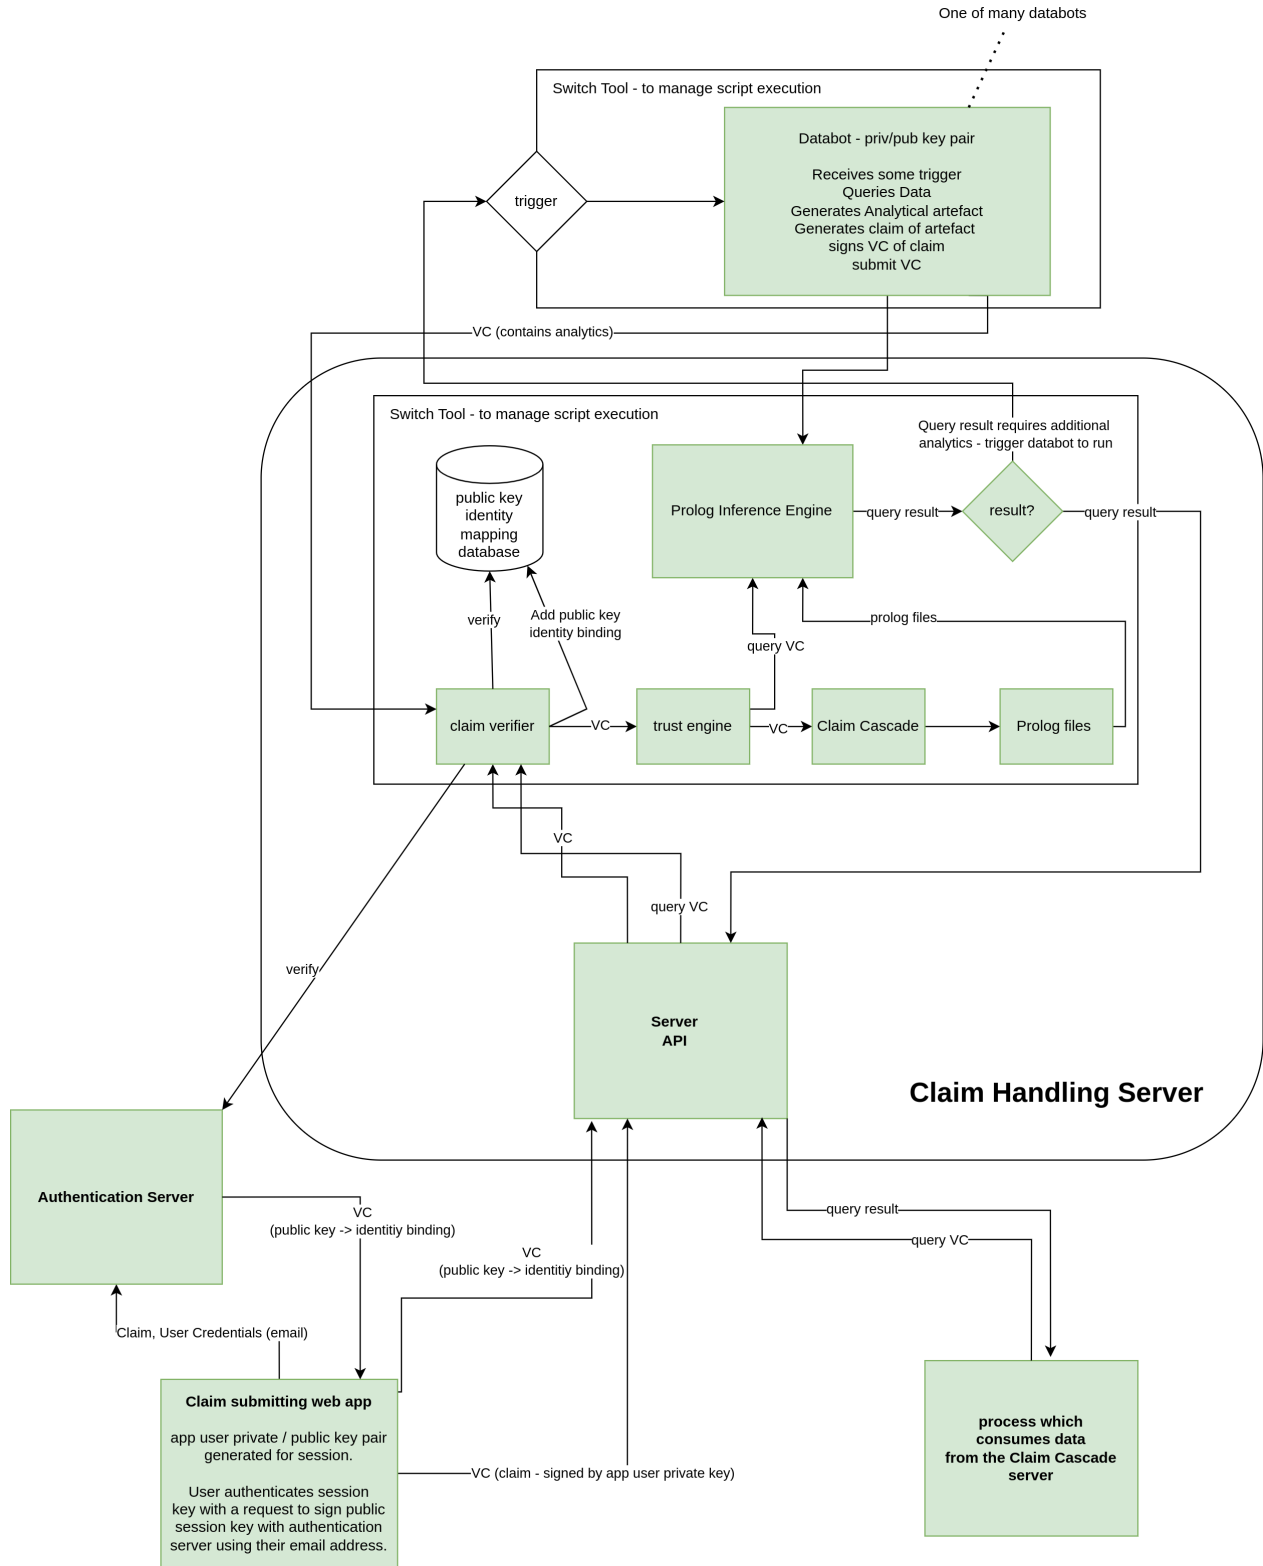 One of many databots
Switch Tool - to manage script execution
Databot - priv/pub key pair
Receives some trigger
Queries Data
Generates Analytical artefact
Generates claim of artefact
signs VC of claim
submit VC
trigger
VC (contains analytics)
Switch Tool - to manage script execution
Query result requires additional
analytics - trigger databot to run
public key
identity
mapping
database
Prolog Inference Engine
query result
result?
query result
verify
Add public key
identity binding
prolog files
query VC
claim verifier
VC
trust engine
VC
Claim Cascade
Prolog files
VC
query VC
verify
Server
API
Claim Handling Server
Authentication Server
VC
(public key -> identitiy binding)
VC
(public key -> identitiy binding)
query result
query VC
Claim, User Credentials (email)
Claim submitting web app
app user private / public key pair
generated for session.
User authenticates session
key with a request to sign public
session key with authentication
server using their email address.
VC (claim - signed by app user private key)
process which
consumes data
from the Claim Cascade
server